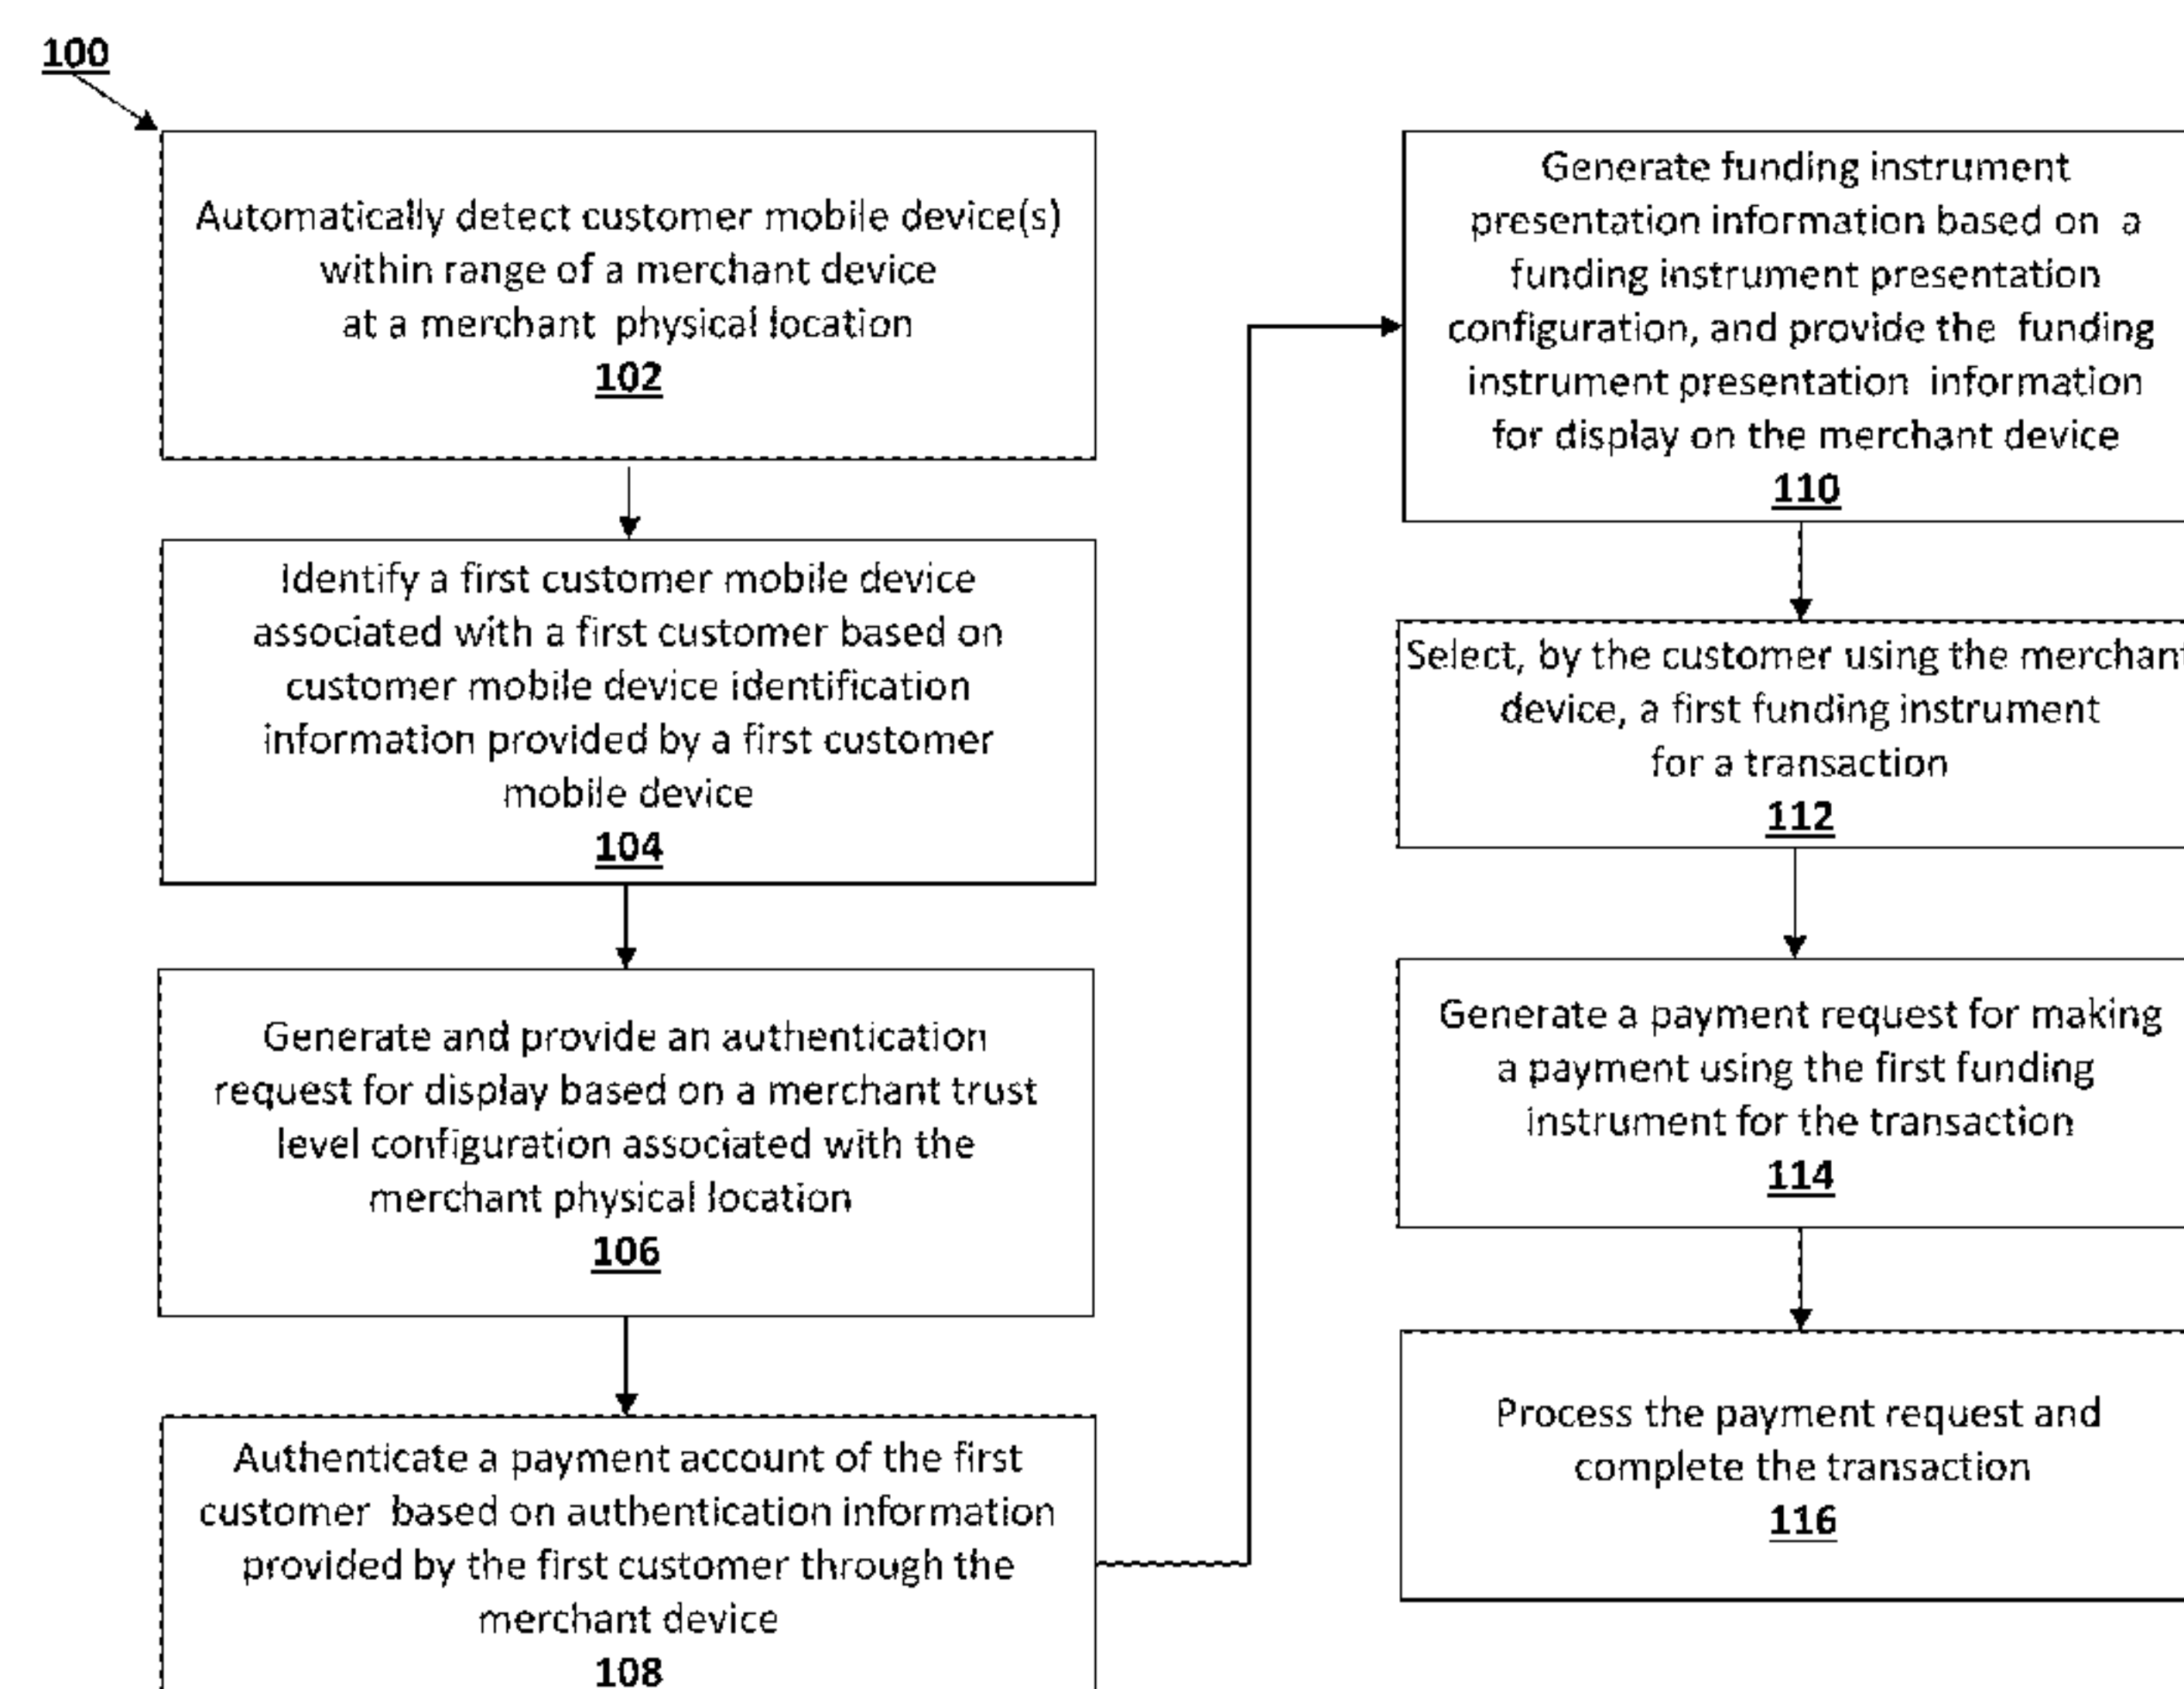 100
Automatically detect customer mobile device(s)
within range of a merchant device
at a merchant physical location
102
Identify a first customer mobile device
associated with a first customer based on
customer mobile device identification
information provided by a first customer
mobile device
104
Generate and provide an authentication
request for display based on a merchant trust
level configuration associated with the
merchant physical location
106
Authenticate a payment account of the first
customer based on authentication information
provided by the first customer through the
merchant device
108
Generate funding instrument
presentation information based on a
funding instrument presentation
configuration, and provide the funding
instrument presentation information
for display on the merchant device
110
Select, by the customer using the merchant
device, a first funding instrument
for a transaction
112
Generate a payment request for making
a payment using the first funding
instrument for the transaction
114
Process the payment request and
complete the transaction
116